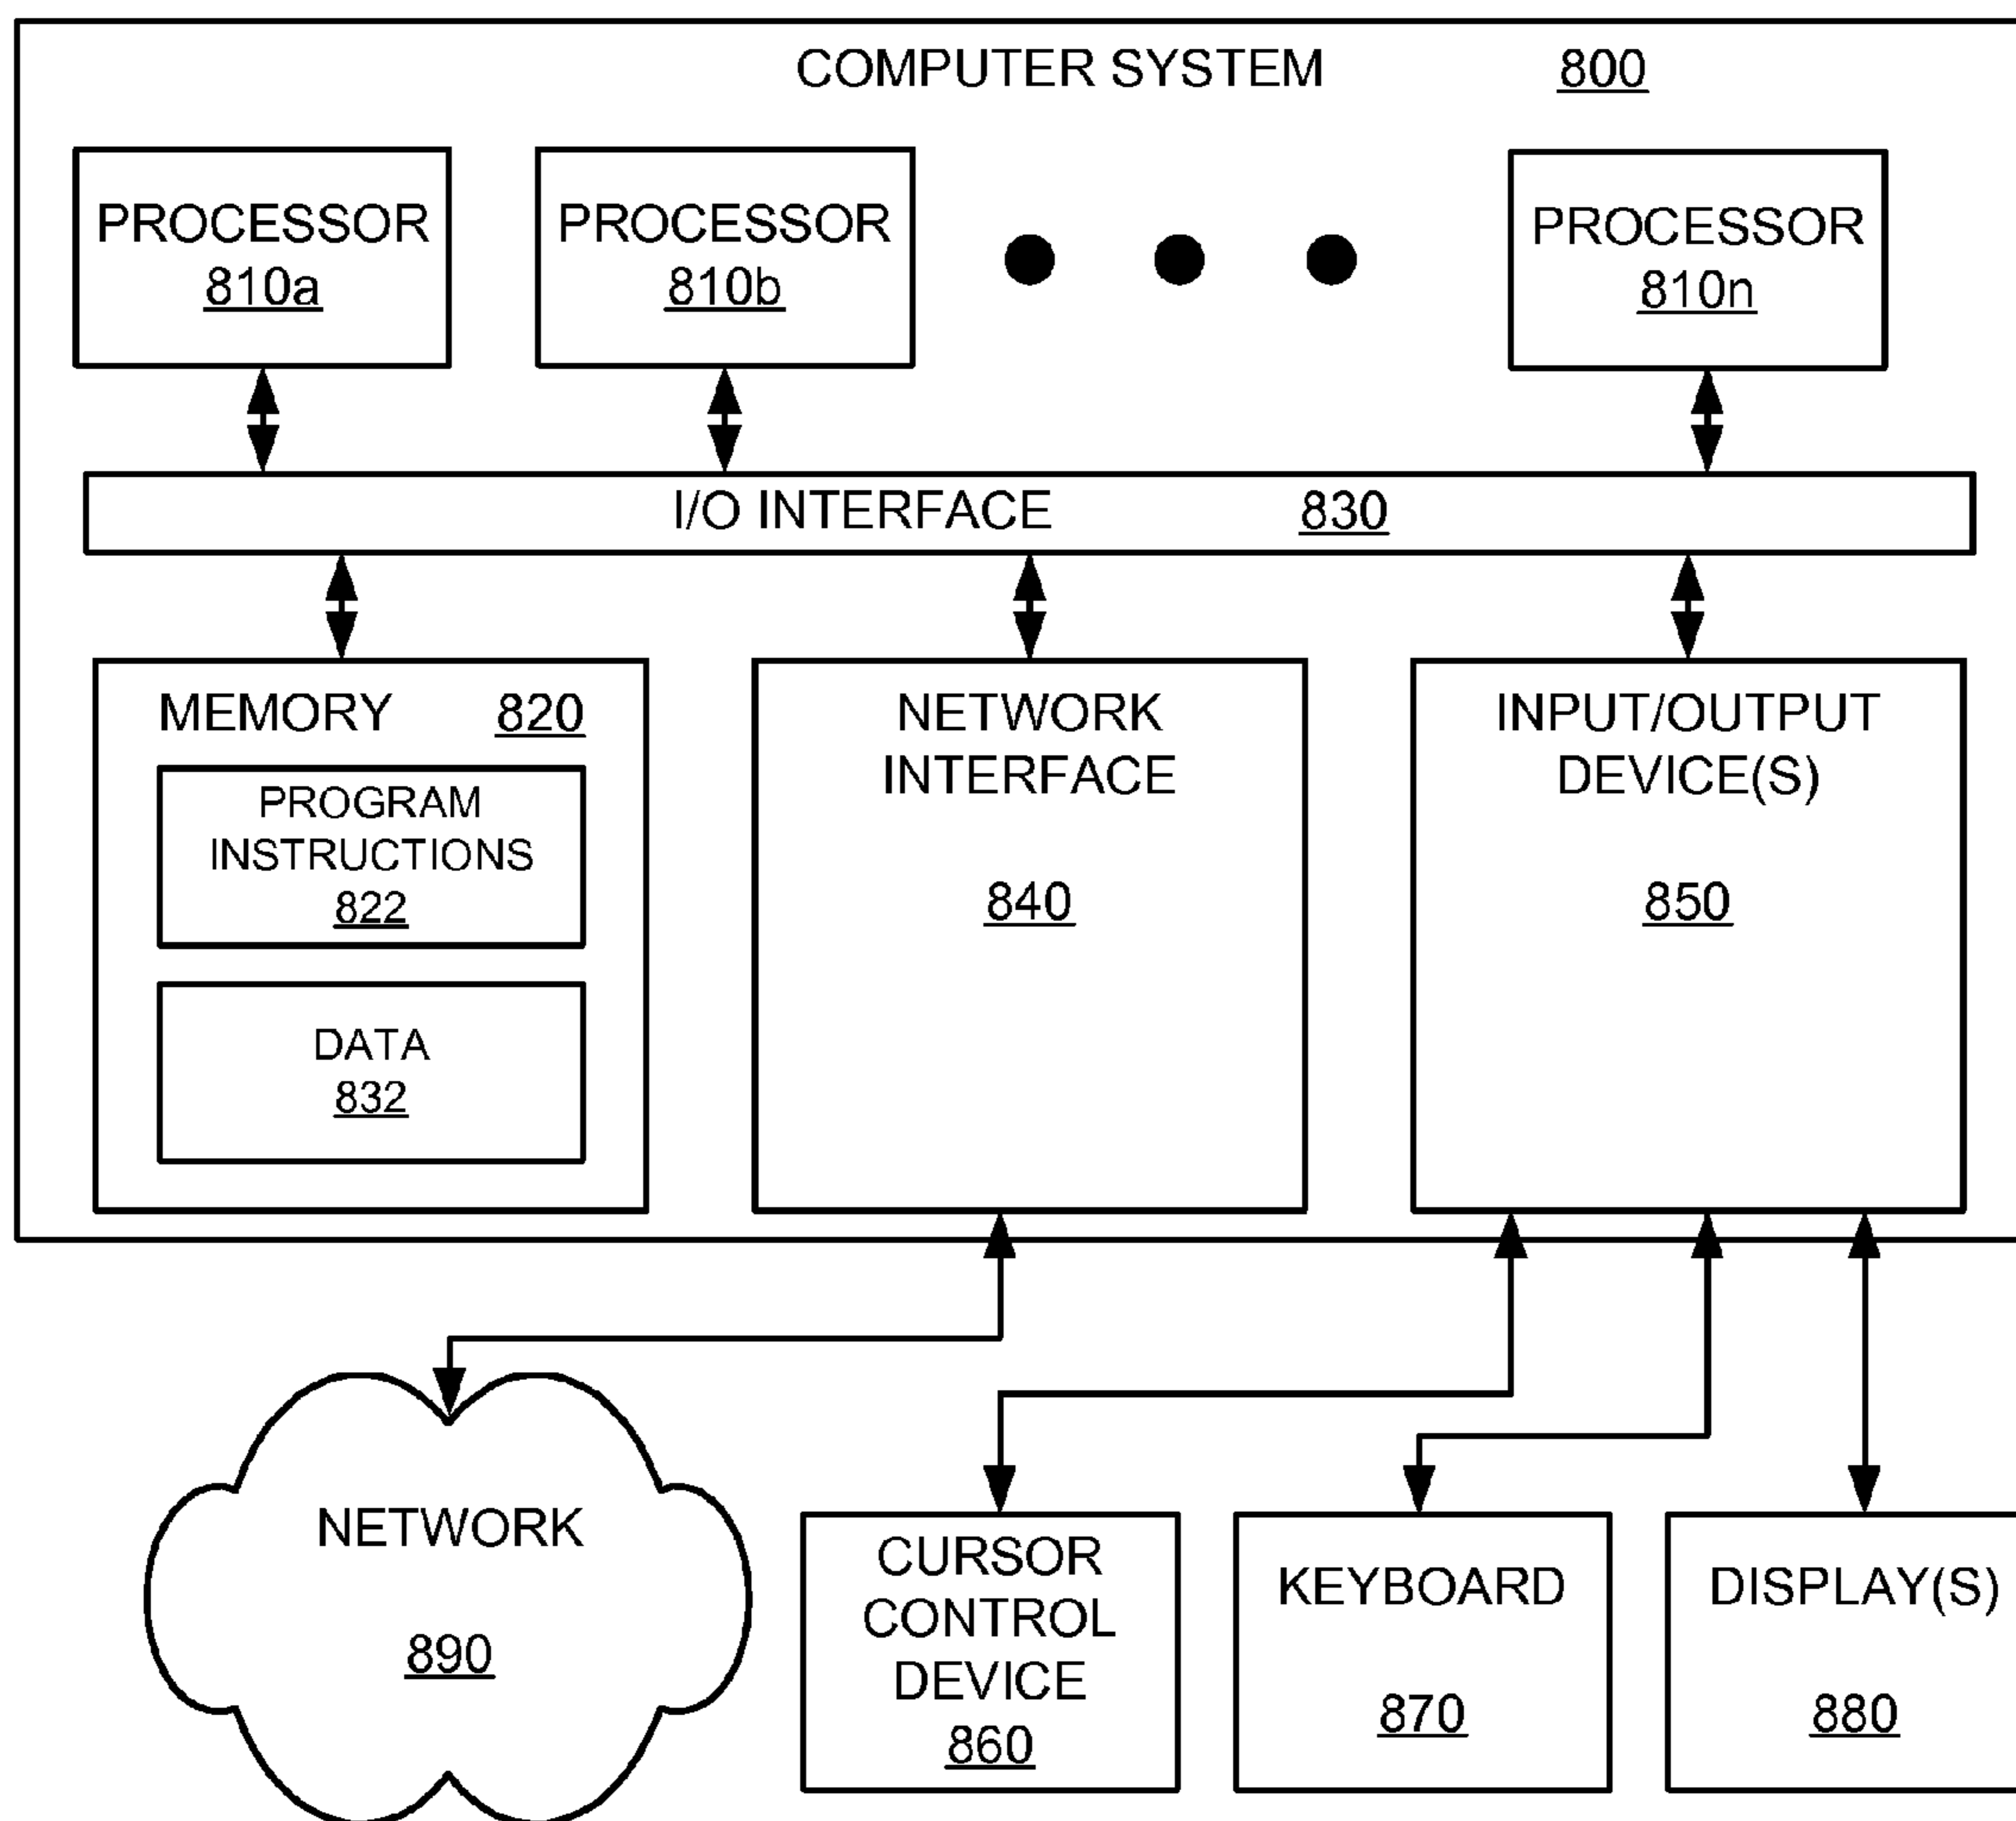 COMPUTER SYSTEM 800
PROCESSOR
810a
PROCESSOR
810b
PROCESSOR
810n
I/O INTERFACE 830
MEMORY 820
PROGRAM
INSTRUCTIONS
822
DATA
832
NETWORK
INTERFACE
840
INPUT/OUTPUT
DEVICE(S)
850
NETWORK
890
CURSOR
CONTROL
DEVICE
860
KEYBOARD
870
DISPLAY(S)
880